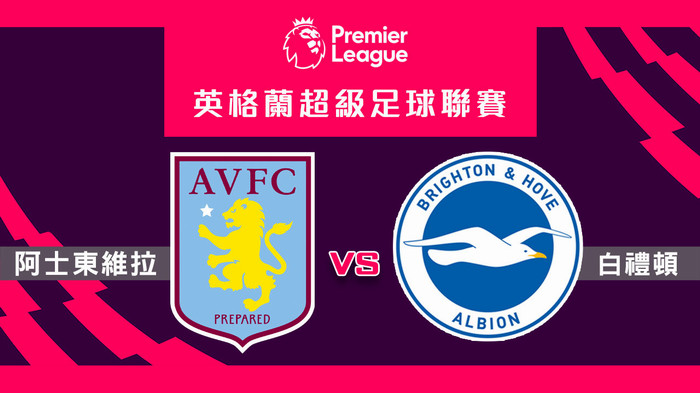 Premier
League
英格蘭超級足球聯賽
AVFC
PREPARED
阿士東維拉
VS
BRIGHTON & HOVE
ALBION
白禮頓